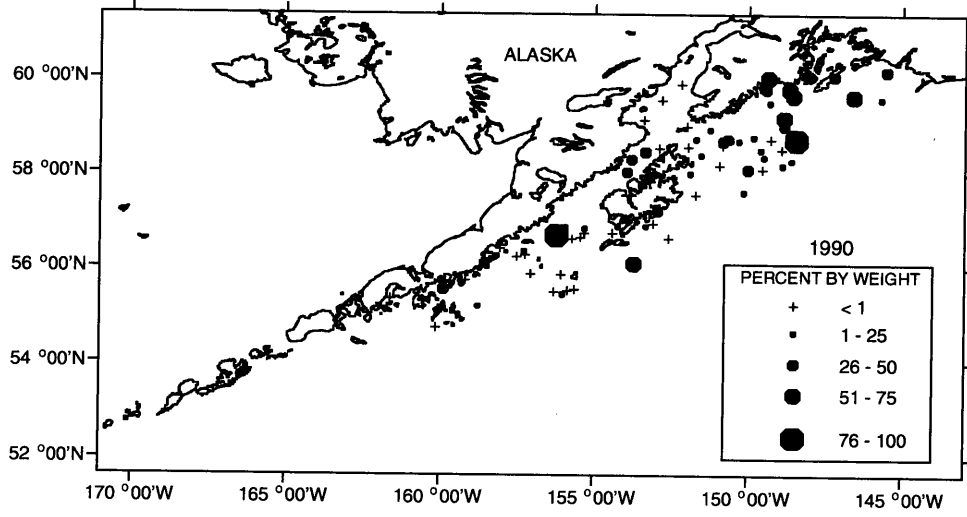 ALASKA
60 °00'N
58 °00'N
56 °00'N
54 °00'N
52 °00'N
1990
PERCENT BY WEIGHT
+ < 1
1 - 25
26 - 50
51 - 75
76 - 100
170 °00'W
165 °00'W
160 °00'W
155 °00'W
150 °00'W
145 °00'W